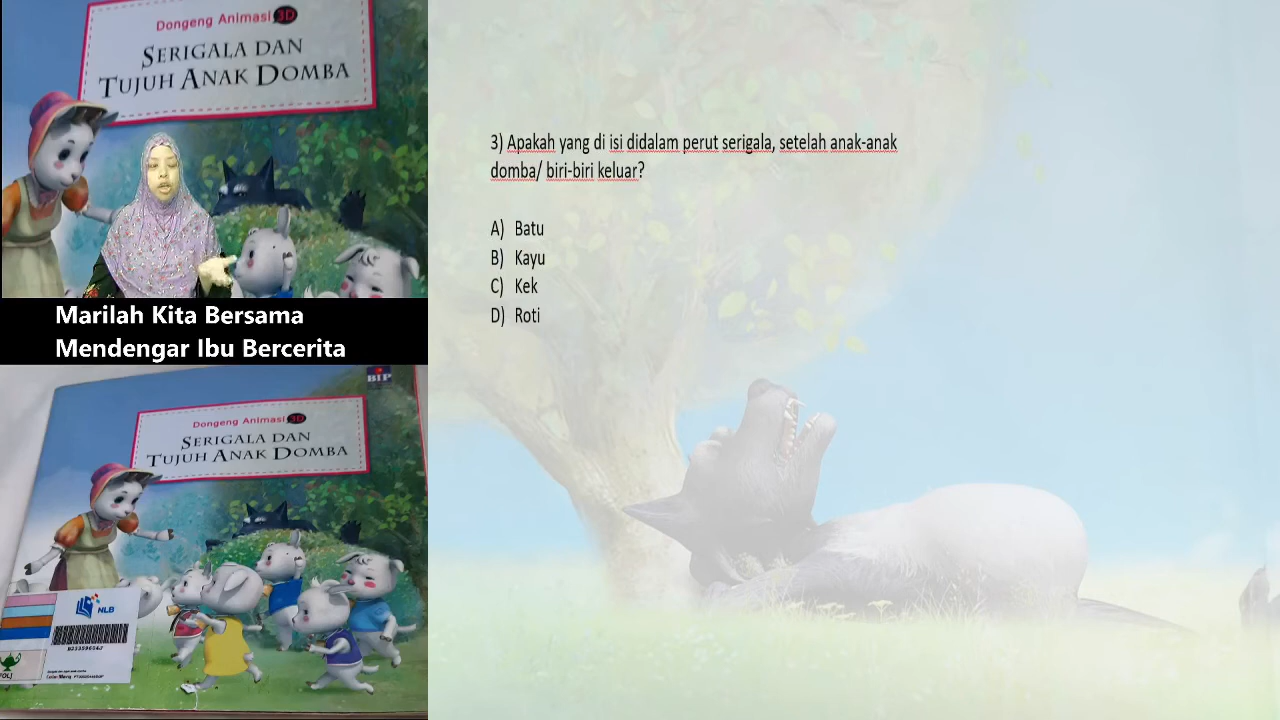 Dongeng Animasi 3D
SERIGALA DAN
TUJUH ANAK DOMBA
Marilah Kita Bersama
Mendengar Ibu Bercerita
BIP
Dongeng Animasi 3D
SERIGALA DAN
TUJUH ANAK DOMBA
NLB
3) Apakah yang di isi didalam perut serigala, setelah anak-anak
domba/ biri-biri keluar?
A) Batu
B) Kayu
C) Kek
D) Roti